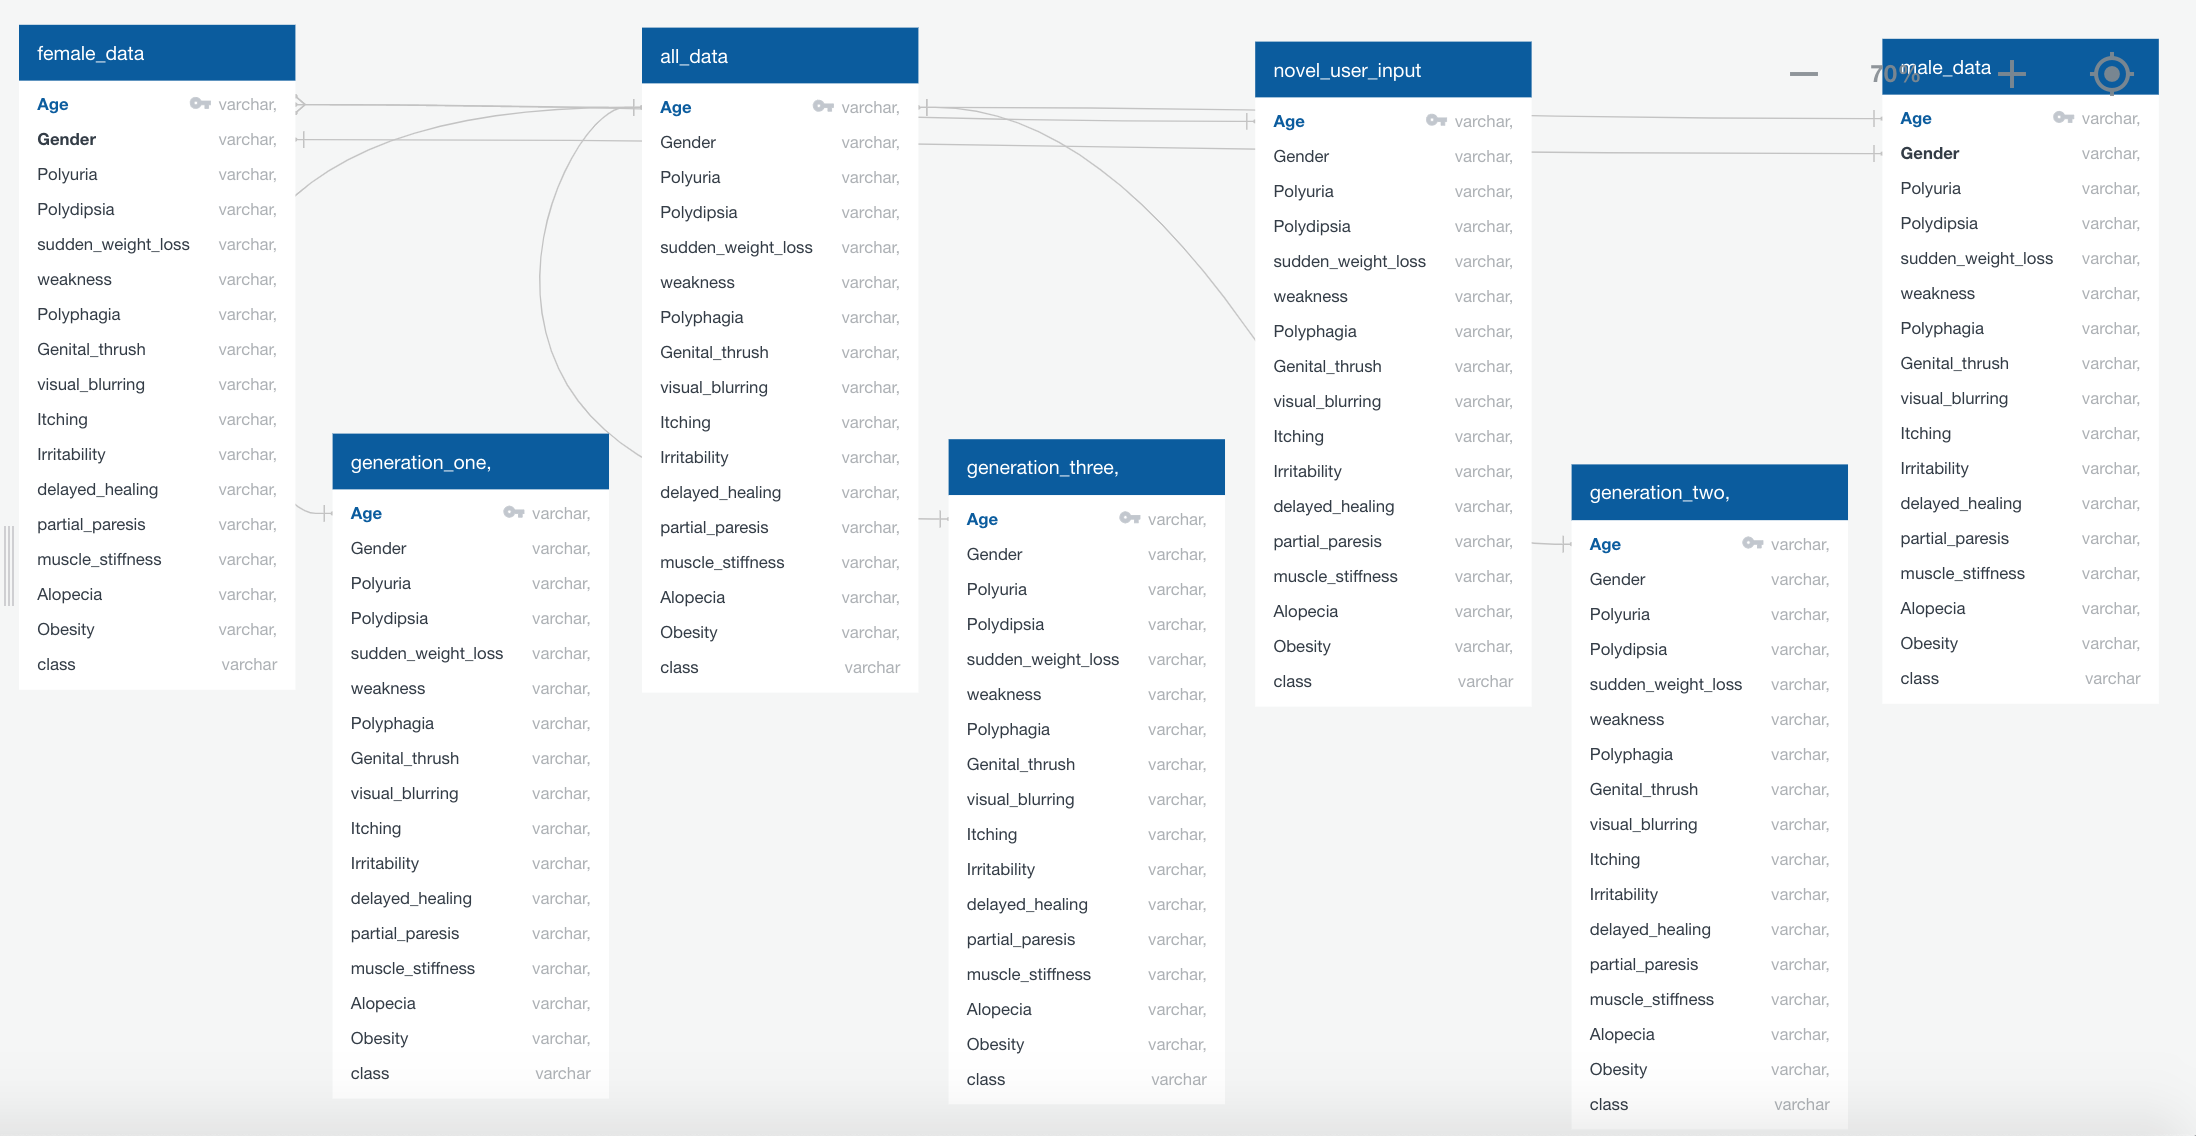 female_data
Age varchar,
Gender varchar,
Polyuria varchar,
Polydipsia varchar,
sudden_weight_loss varchar,
weakness varchar,
Polyphagia varchar,
Genital_thrush varchar,
visual_blurring varchar,
Itching varchar,
Irritability varchar,
delayed_healing varchar,
partial_paresis varchar,
muscle_stiffness varchar,
Alopecia varchar,
Obesity varchar,
class varchar
generation_one,
Age varchar,
Gender varchar,
Polyuria varchar,
Polydipsia varchar,
sudden_weight_loss varchar,
weakness varchar,
Polyphagia varchar,
Genital_thrush varchar,
visual_blurring varchar,
Itching varchar,
Irritability varchar,
delayed_healing varchar,
partial_paresis varchar,
muscle_stiffness varchar,
Alopecia varchar,
Obesity varchar,
class varchar
all_data
Age varchar,
Gender varchar,
Polyuria varchar,
Polydipsia varchar,
sudden_weight_loss varchar,
weakness varchar,
Polyphagia varchar,
Genital_thrush varchar,
visual_blurring varchar,
Itching varchar,
Irritability varchar,
delayed_healing varchar,
partial_paresis varchar,
muscle_stiffness varchar,
Alopecia varchar,
Obesity varchar,
class varchar
generation_three,
Age varchar,
Gender varchar,
Polyuria varchar,
Polydipsia varchar,
sudden_weight_loss varchar,
weakness varchar,
Polyphagia varchar,
Genital_thrush varchar,
visual_blurring varchar,
Itching varchar,
Irritability varchar,
delayed_healing varchar,
partial_paresis varchar,
muscle_stiffness varchar,
Alopecia varchar,
Obesity varchar,
class varchar
novel_user_input
Age varchar,
Gender varchar,
Polyuria varchar,
Polydipsia varchar,
sudden_weight_loss varchar,
weakness varchar,
Polyphagia varchar,
Genital_thrush varchar,
visual_blurring varchar,
Itching varchar,
Irritability varchar,
delayed_healing varchar,
partial_paresis varchar,
muscle_stiffness varchar,
Alopecia varchar,
Obesity varchar,
class varchar
generation_two,
Age varchar,
Gender varchar,
Polyuria varchar,
Polydipsia varchar,
sudden_weight_loss varchar,
weakness varchar,
Polyphagia varchar,
Genital_thrush varchar,
visual_blurring varchar,
Itching varchar,
Irritability varchar,
delayed_healing varchar,
partial_paresis varchar,
muscle_stiffness varchar,
Alopecia varchar,
Obesity varchar,
class varchar
70%
male_data
Age varchar,
Gender varchar,
Polyuria varchar,
Polydipsia varchar,
sudden_weight_loss varchar,
weakness varchar,
Polyphagia varchar,
Genital_thrush varchar,
visual_blurring varchar,
Itching varchar,
Irritability varchar,
delayed_healing varchar,
partial_paresis varchar,
muscle_stiffness varchar,
Alopecia varchar,
Obesity varchar,
class varchar